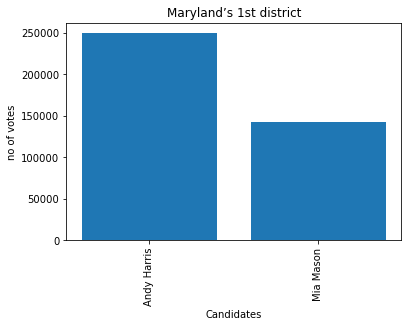 Maryland’s 1st district
no of votes
250000
200000
150000
100000
50000
0
Andy Harris
Mia Mason
Candidates